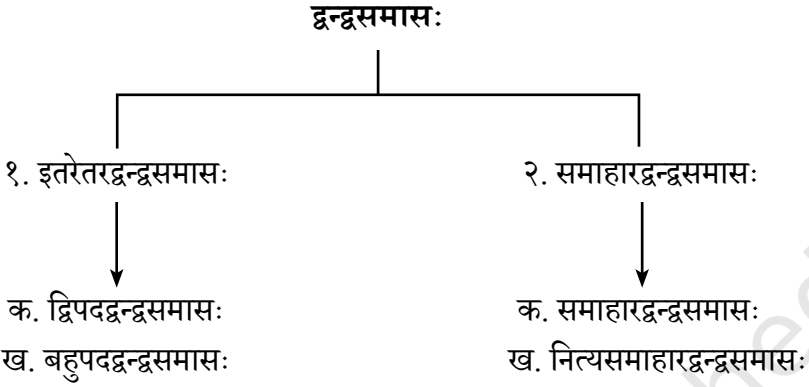 द्वन्द्वसमासः
१. इतरेतरद्वन्द्वसमासः २. समाहारद्वन्द्वसमासः
क. द्विपदद्वन्द्वसमासः क. समाहारद्वन्द्वसमासः
ख. बहुपदद्वन्द्वसमासः ख. नित्यसमाहारद्वन्द्वसमासः